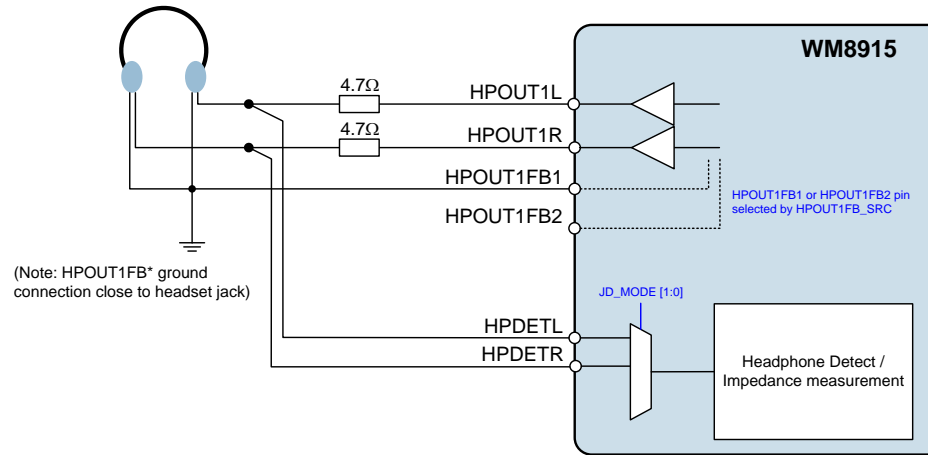 WM8915
4.7Ω
HPOUT1L
4.7Ω
HPOUT1R
HPOUT1FB1
HPOUT1FB2
HPOUT1FB1 or HPOUT1FB2 pin
selected by HPOUT1FB_SRC
(Note: HPOUT1FB* ground
connection close to headset jack)
JD_MODE [1:0]
HPDETL
HPDETR
Headphone Detect /
Impedance measurement